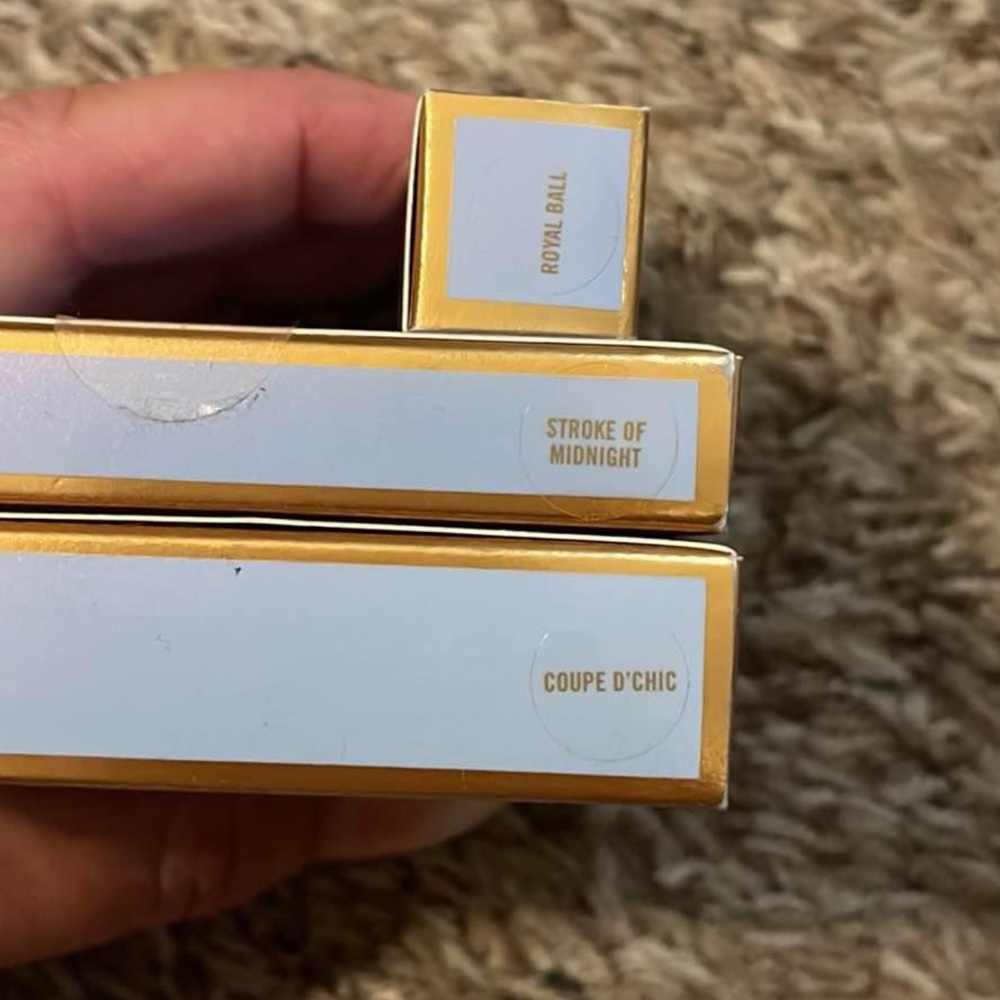 ROYAL BALL
STROKE OF
MIDNIGHT
COUPE D'CHIC